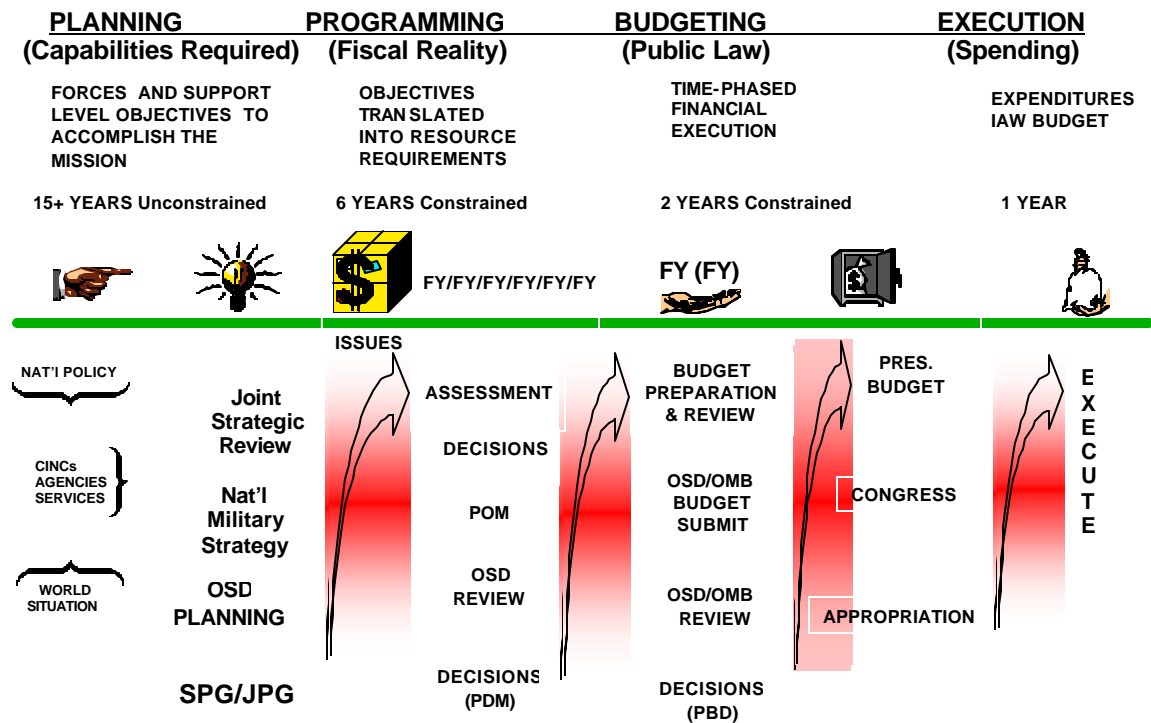 PLANNING
(Capabilities Required)
PROGRAMMING
(Fiscal Reality)
BUDGETING
(Public Law)
EXECUTION
(Spending)
FORCES AND SUPPORT
LEVEL OBJECTIVES TO
ACCOMPLISH THE
MISSION
OBJECTIVES
TRANSLATED
INTO RESOURCE
REQUIREMENTS
TIME-PHASED
FINANCIAL
EXECUTION
EXPENDITURES
IAW BUDGET
15+ YEARS Unconstrained
6 YEARS Constrained
2 YEARS Constrained
1 YEAR
$
FY/FY/FY/FY/FY/FY
FY (FY)
$
NAT'I POLICY
CINCs
AGENCIES
SERVICES
WORLD
SITUATION
Joint
Strategic
Review
Nat'l
Military
Strategy
OSD
PLANNING
SPG/JPG
ISSUES
ASSESSMENT
DECISIONS
POM
OSD
REVIEW
DECISIONS
(PDM)
BUDGET
PREPARATION
& REVIEW
OSD/OMB
BUDGET
SUBMIT
OSD/OMB
REVIEW
DECISIONS
(PBD)
PRES.
BUDGET
CONGRESS
APPROPRIATION
EXECUTE